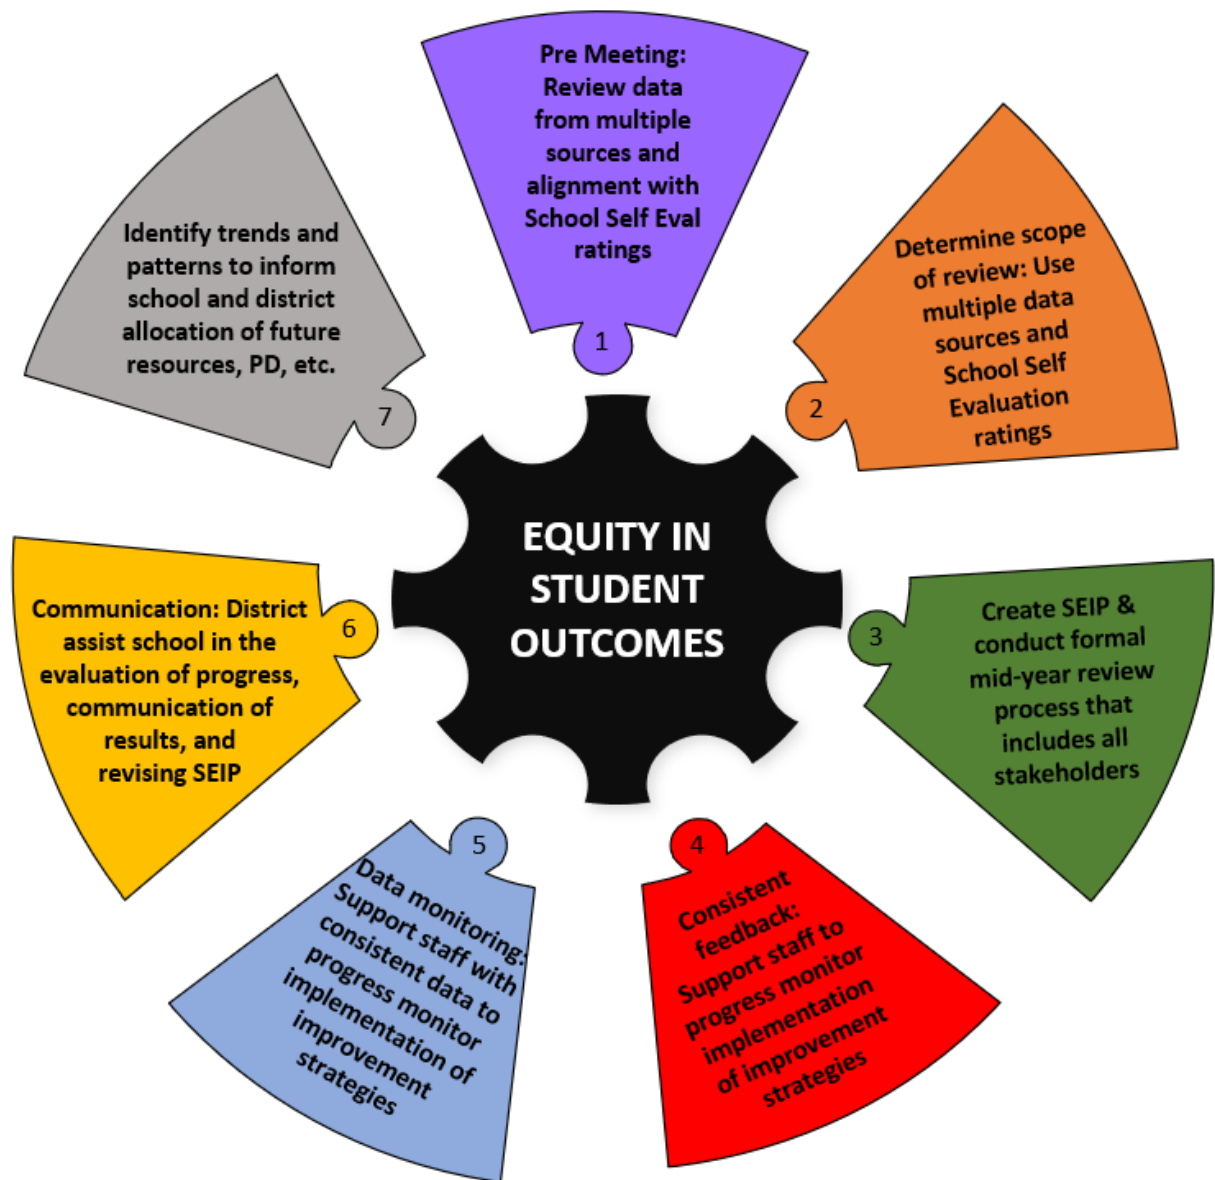 Pre Meeting:
Review data
from multiple
sources and
alignment with
School Self Eval
ratings
1
Determine scope
of review: Use
multiple data
sources and
School Self
Evaluation
ratings
2
Create SEIP &
conduct formal
mid-year review
process that
includes all
stakeholders
3
Consistent
feedback:
Support staff to
progress monitor
implementation
of improvement
strategies
4
Data monitoring:
Support staff with
consistent data to
progress monitor
implementation of
improvement
strategies
5
Communication: District
assist school in the
evaluation of progress,
communication of
results, and
revising SEIP
6
Identify trends and
patterns to inform
school and district
allocation of future
resources, PD, etc.
7
EQUITY IN
STUDENT
OUTCOMES